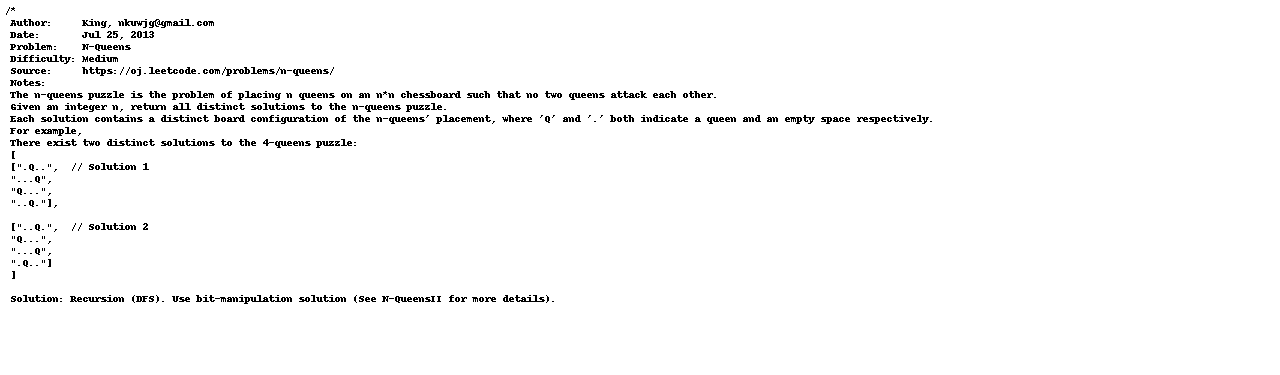 /*
Author:     King, nkuwjg@gmail.com
Date:       Jul 25, 2013
Problem:    N-Queens
Difficulty: Medium
Source:     https://oj.leetcode.com/problems/n-queens/
Notes:
The n-queens puzzle is the problem of placing n queens on an n*n chessboard such that no two queens attack each other.
Given an integer n, return all distinct solutions to the n-queens puzzle.
Each solution contains a distinct board configuration of the n-queens' placement, where 'Q' and '.' both indicate a queen and an empty space respectively.
For example,
There exist two distinct solutions to the 4-queens puzzle:
[
[".Q..",  // Solution 1
"...Q",
"Q...",
"..Q."],
["..Q.",  // Solution 2
"Q...",
"...Q",
".Q.."]
]
Solution: Recursion (DFS). Use bit-manipulation solution (See N-QueensII for more details).